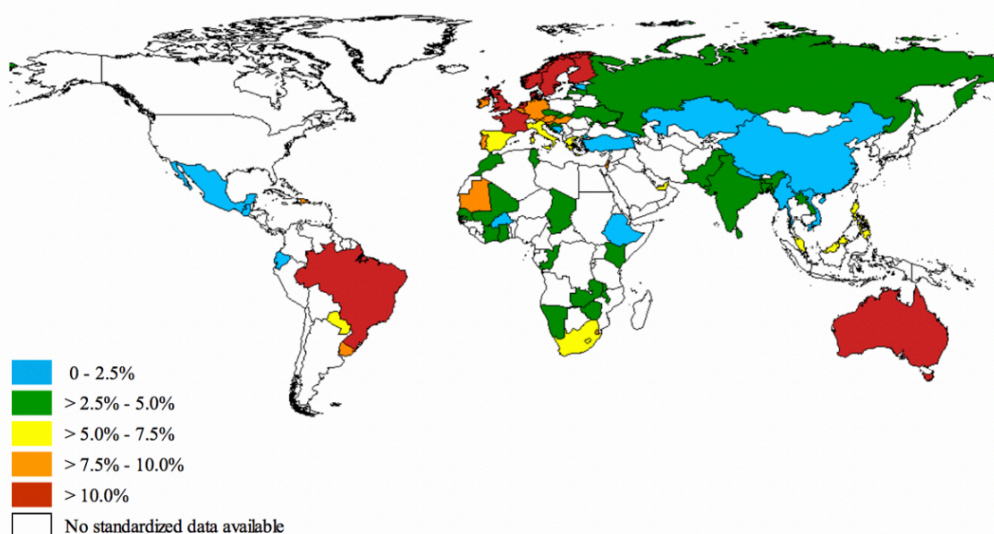 0 - 2.5%
> 2.5% - 5.0%
> 5.0% - 7.5%
> 7.5% - 10.0%
> 10.0%
No standardized data available